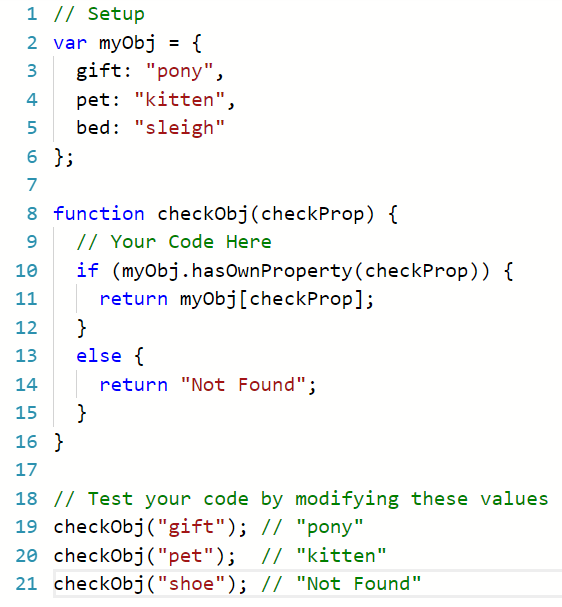 1 // Setup
2 var myObj = {
3   gift: "pony",
4   pet: "kitten",
5   bed: "sleigh"
6 };
7
8 function checkObj(checkProp) {
9   // Your Code Here
10   if (myObj.hasOwnProperty(checkProp)) {
11     return myObj[checkProp];
12   }
13   else {
14     return "Not Found";
15   }
16 }
17
18 // Test your code by modifying these values
19 checkObj("gift"); // "pony"
20 checkObj("pet");  // "kitten"
21 checkObj("shoe"); // "Not Found"